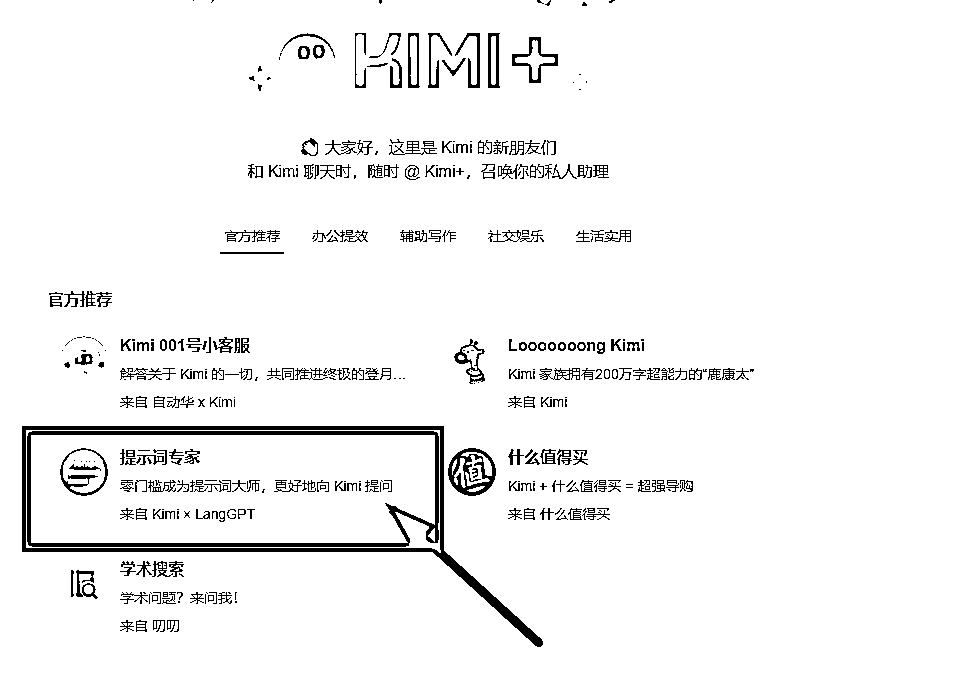 KIMI+
大家好，这里是 Kimi 的新朋友们
和 Kimi 聊天时，随时 @ Kimi+，召唤你的私人助理
官方推荐 办公提效 辅助写作 社交娱乐 生活实用
官方推荐
Kimi 001号小客服
解答关于 Kimi 的一切，共同推进终极的登月...
来自 自动华 x Kimi
Looooooong Kimi
Kimi 家族拥有200万字超能力的“鹿康太”
来自 Kimi
提示词专家
零门槛成为提示词大师，更好地向 Kimi 提问
来自 Kimi × LangGPT
值
什么值得买
Kimi + 什么值得买 = 超强导购
来自 什么值得买
学术搜索
学术问题？来问我！
来自 叨叨